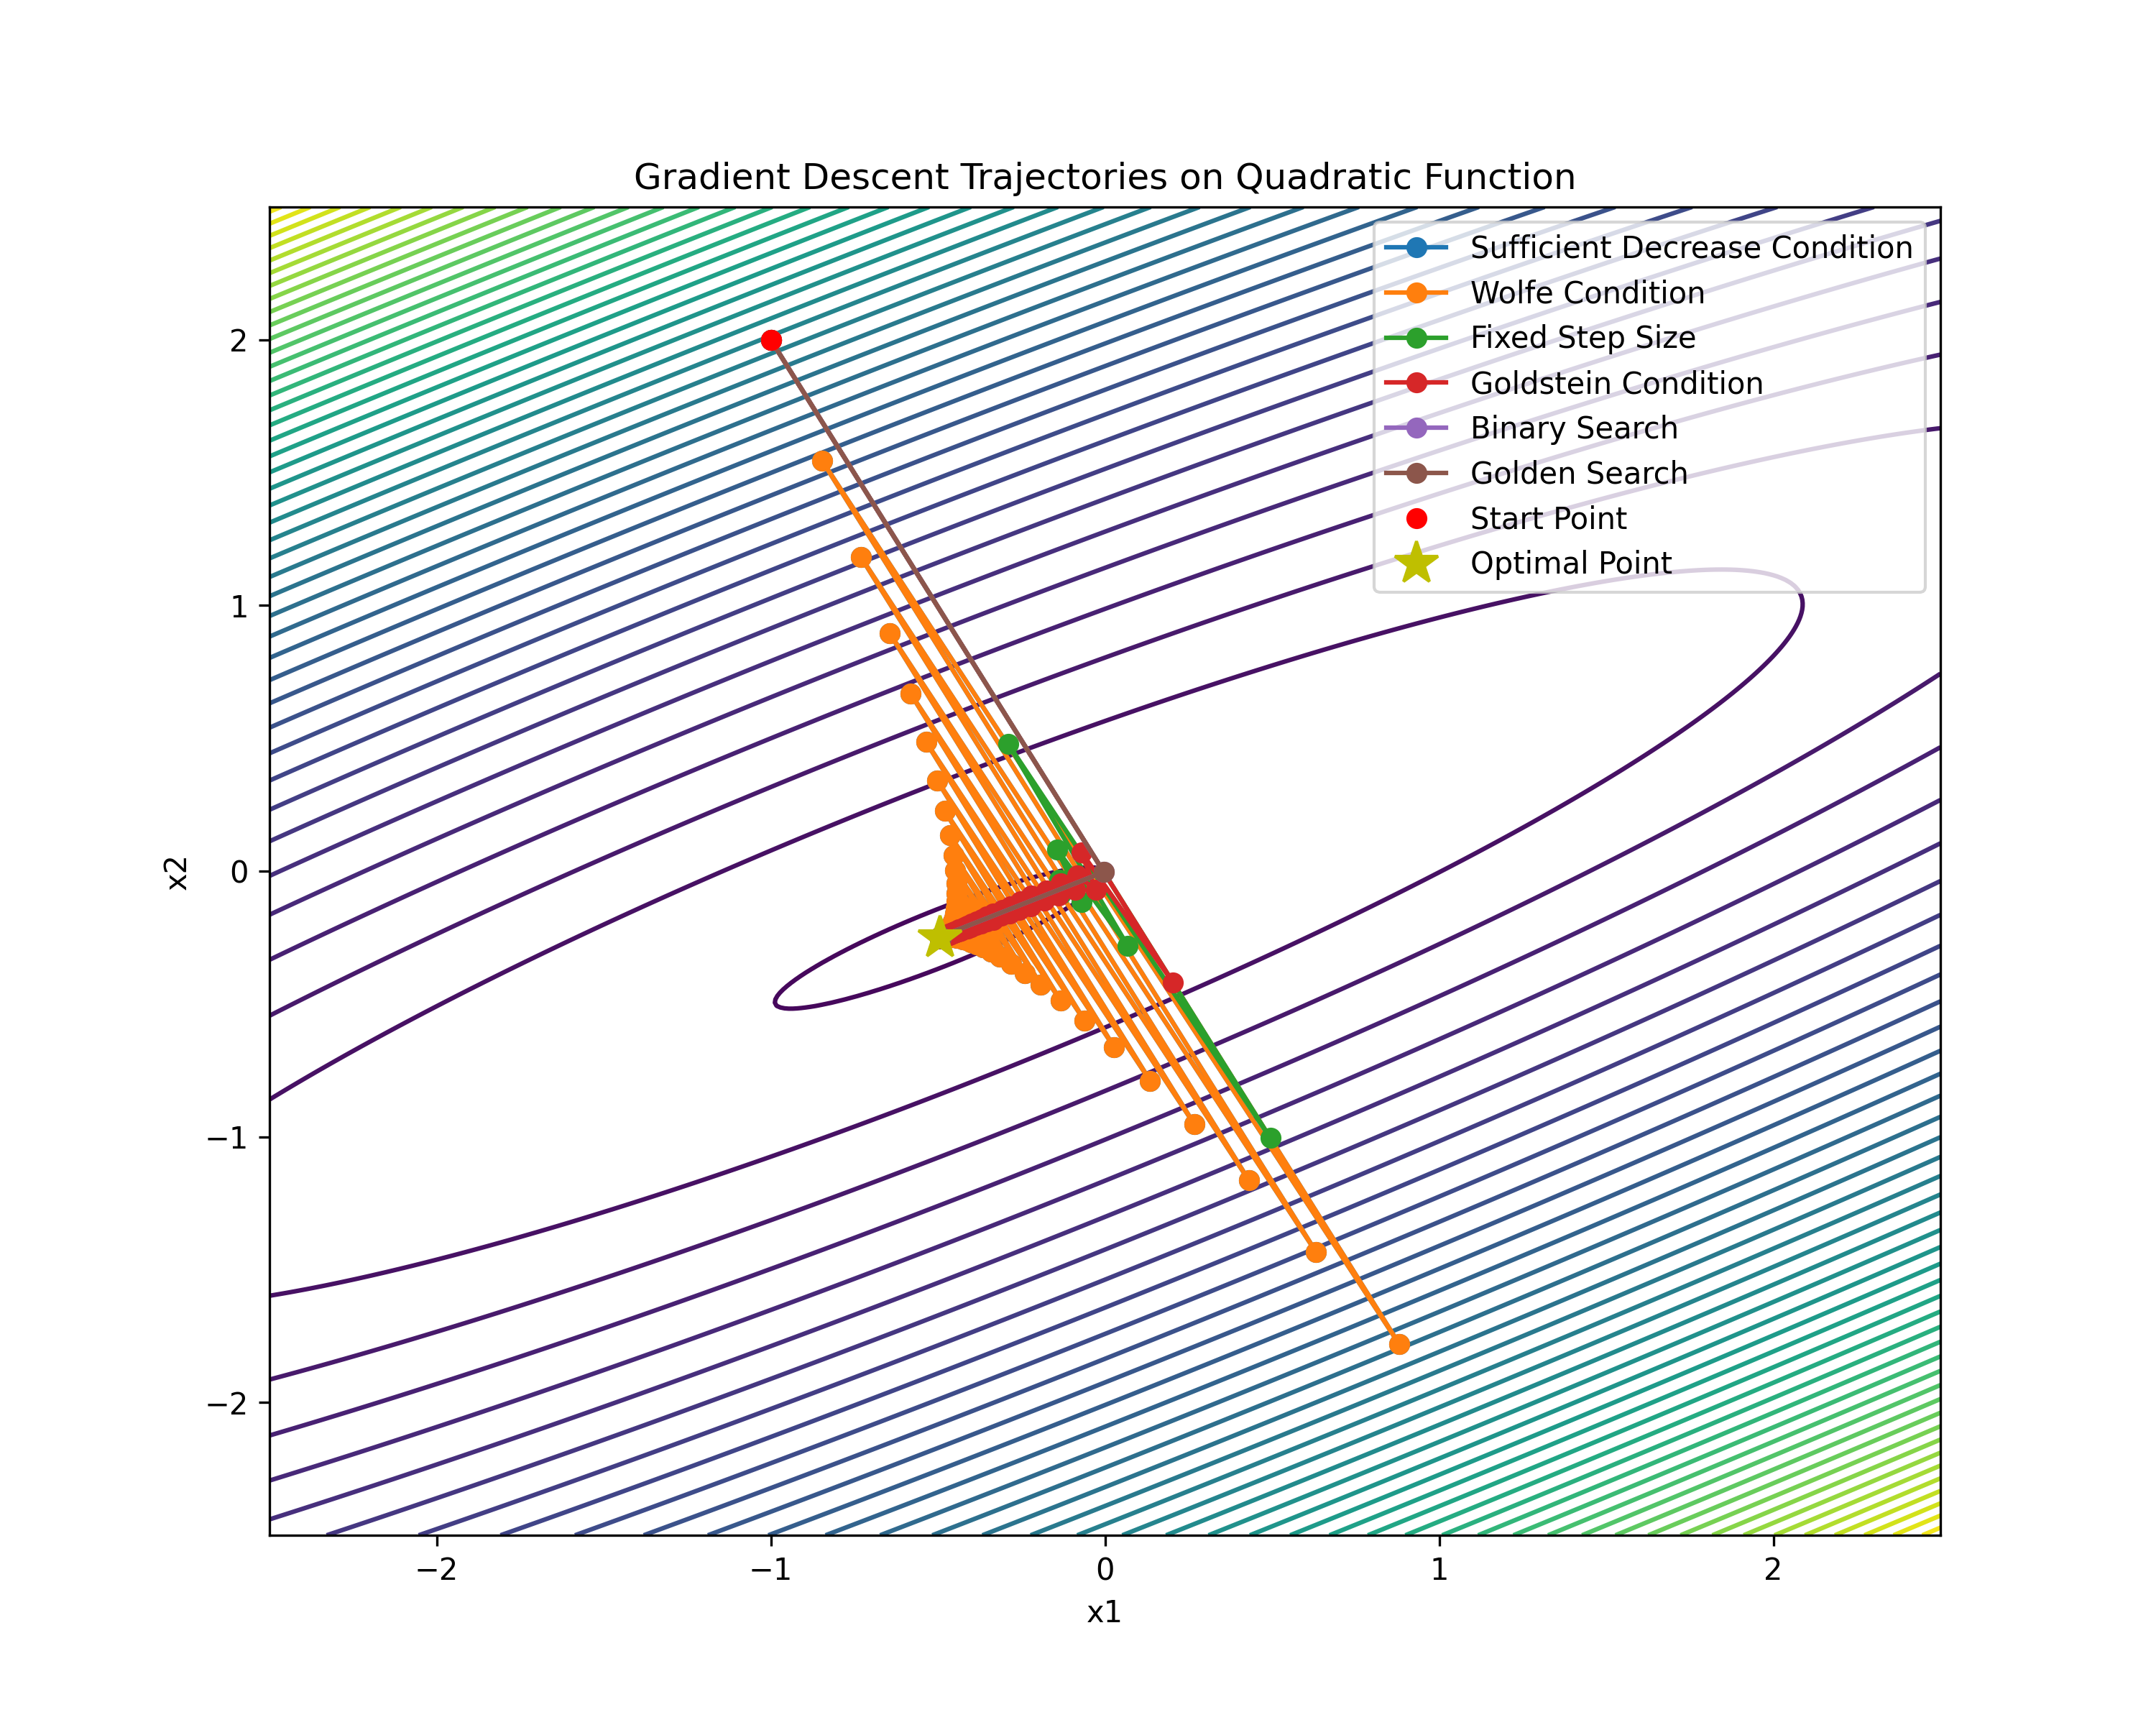 Gradient Descent Trajectories on Quadratic Function
Sufficient Decrease Condition
Wolfe Condition
Fixed Step Size
Goldstein Condition
Binary Search
Golden Search
Start Point
Optimal Point
2
1
0
−1
−2
x2
−2 −1 0 1 2
x1